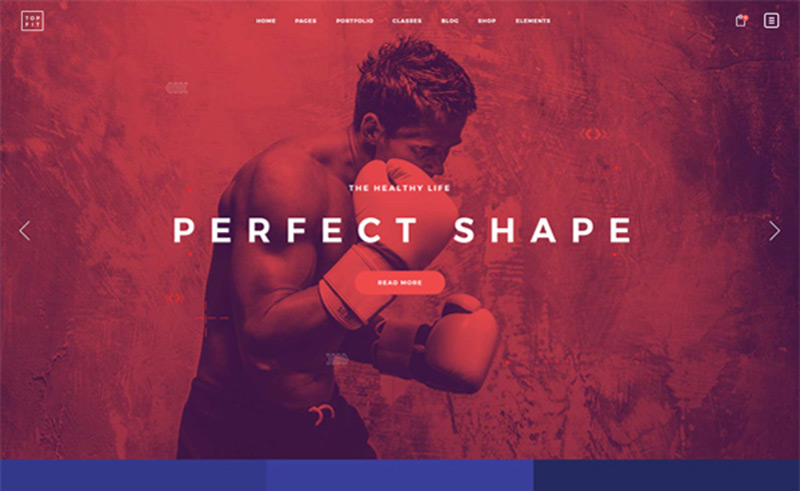 TOP
FIT
HOME PAGES PORTFOLIO CLASSES BLOG SHOP ELEMENTS
THE HEALTHY LIFE
PERFECT SHAPE
READ MORE